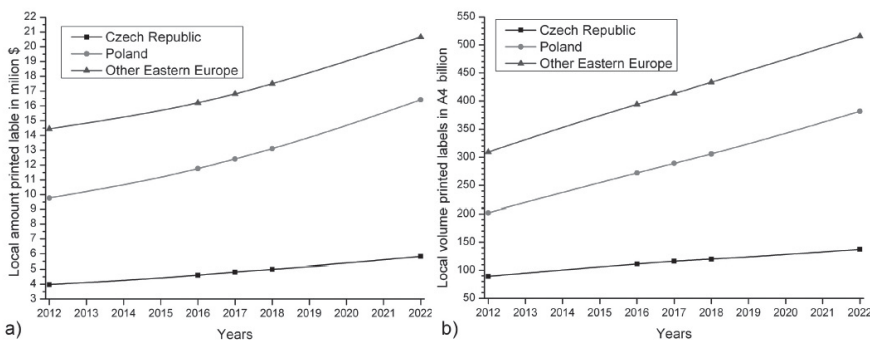 Local amount printed lable in milion $
22
21
20
19
18
17
16
15
14
13
12
11
10
9
8
7
6
5
4
3
Czech Republic
Poland
Other Eastern Europe
2012 2013 2014 2015 2016 2017 2018 2019 2020 2021 2022
a)
Years
Local volume printed labels in A4 billion
550
500
450
400
350
300
250
200
150
100
50
Czech Republic
Poland
Other Eastern Europe
2012 2013 2014 2015 2016 2017 2018 2019 2020 2021 2022
b)
Years